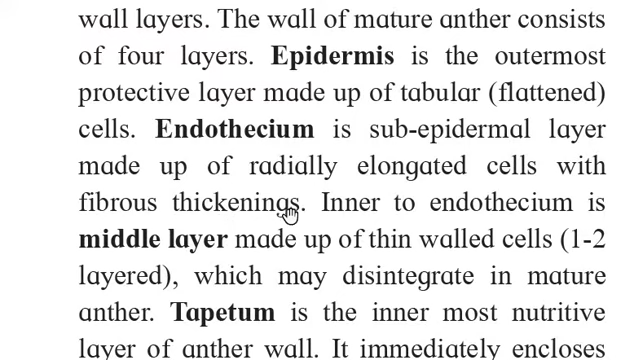 wall layers. The wall of mature anther consists
of four layers. Epidermis is the outermost
protective layer made up of tabular (flattened)
cells. Endothecium is sub-epidermal layer
made up of radially elongated cells with
fibrous thickenings. Inner to endothecium is
middle layer made up of thin walled cells (1-2
layered), which may disintegrate in mature
anther. Tapetum is the inner most nutritive
layer of anther wall. It immediately encloses